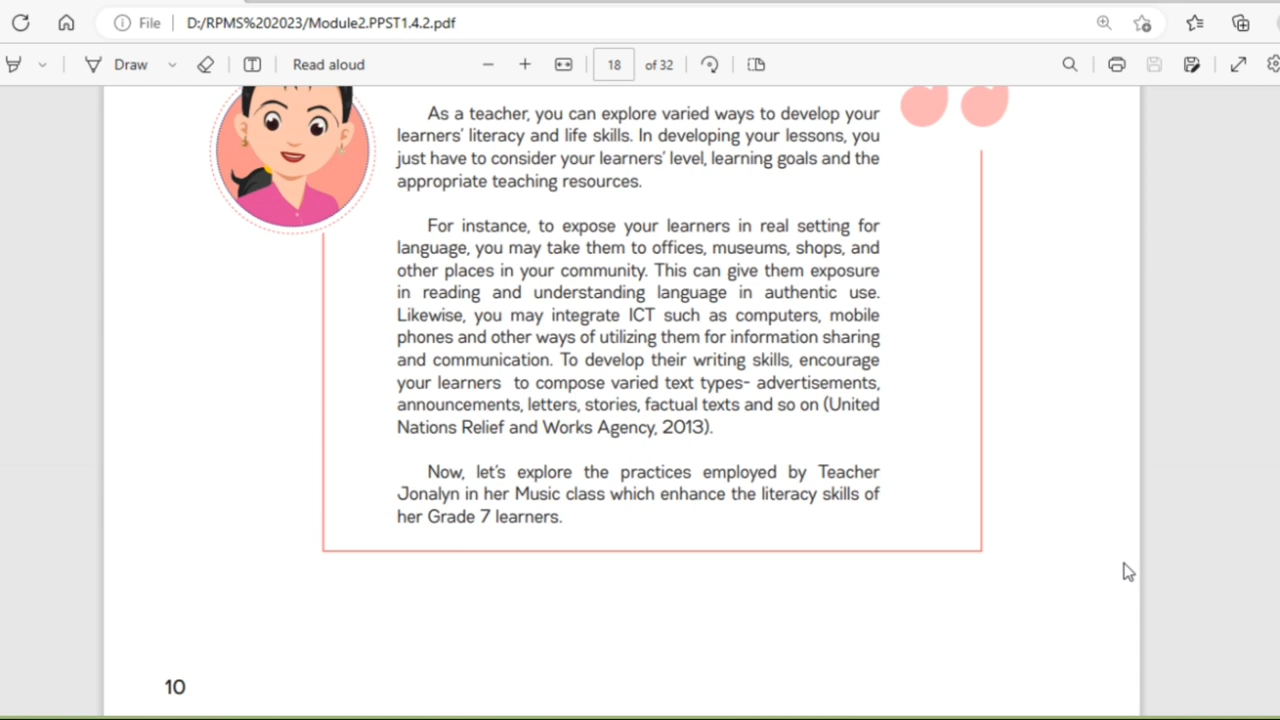 File D:/RPMS%202023/Module2.PPST1.4.2.pdf
Draw Read aloud 18 of 32
As a teacher, you can explore varied ways to develop your
learners' literacy and life skills. In developing your lessons, you
just have to consider your learners' level, learning goals and the
appropriate teaching resources.
For instance, to expose your learners in real setting for
language, you may take them to offices, museums, shops, and
other places in your community. This can give them exposure
in reading and understanding language in authentic use.
Likewise, you may integrate ICT such as computers, mobile
phones and other ways of utilizing them for information sharing
and communication. To develop their writing skills, encourage
your learners to compose varied text types- advertisements,
announcements, letters, stories, factual texts and so on (United
Nations Relief and Works Agency, 2013).
Now, let's explore the practices employed by Teacher
Jonalyn in her Music class which enhance the literacy skills of
her Grade 7 learners.
10